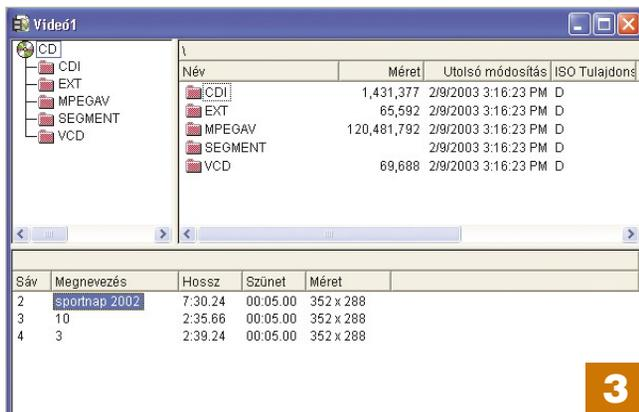 Videó1
CD
CDI
EXT
MPEGAV
SEGMENT
VCD
\
Név Méret Utolsó módosítás ISO Tulajdons
CDI 1,431,377 2/9/2003 3:16:23 PM D
EXT 65,592 2/9/2003 3:16:23 PM D
MPEGAV 120,481,792 2/9/2003 3:16:23 PM D
SEGMENT 2/9/2003 3:16:23 PM D
VCD 69,688 2/9/2003 3:16:23 PM D
Sáv Megnevezés Hossz Szünet Méret
2 sportnap 2002 7:30.24 00:05.00 352 x 288
3 10 2:35.66 00:05.00 352 x 288
4 3 2:39.24 00:05.00 352 x 288
3